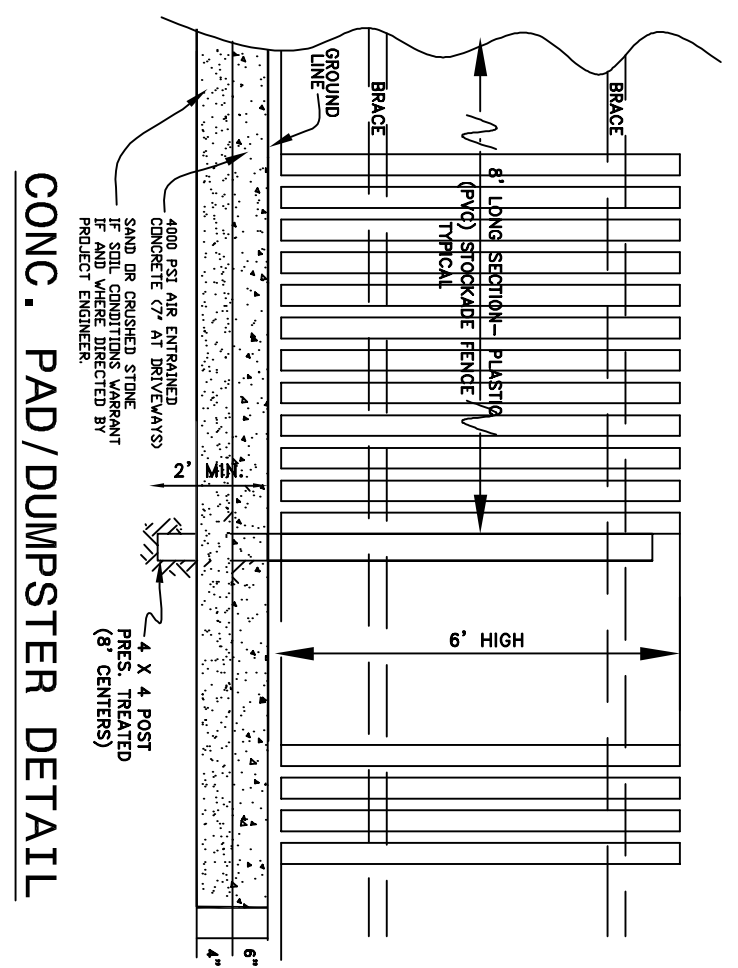 BRACE
BRACE
8' LONG SECTION- PLASTIC
(PVC) STOCKADE FENCE
TYPICAL
GROUND
LINE
6' HIGH
2' MIN.
6"
4"
4000 PSI AIR ENTRAINED
CONCRETE (7" AT DRIVEWAYS)
SAND OR CRUSHED STONE
IF SOIL CONDITIONS WARRANT
IF AND WHERE DIRECTED BY
PROJECT ENGINEER.
4 X 4 POST
PRES. TREATED
(8' CENTERS)
CONC. PAD/DUMPSTER DETAIL